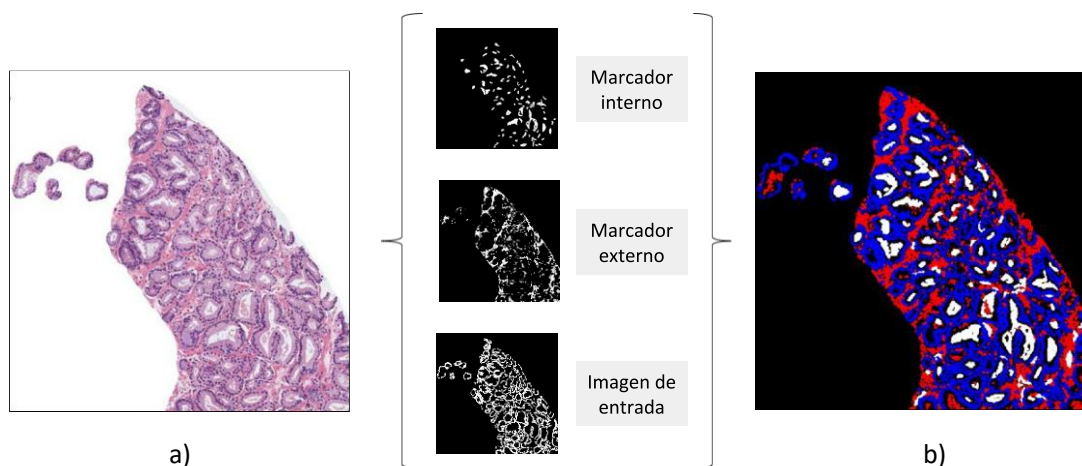 Marcador
interno
Marcador
externo
Imagen de
entrada
a)
b)